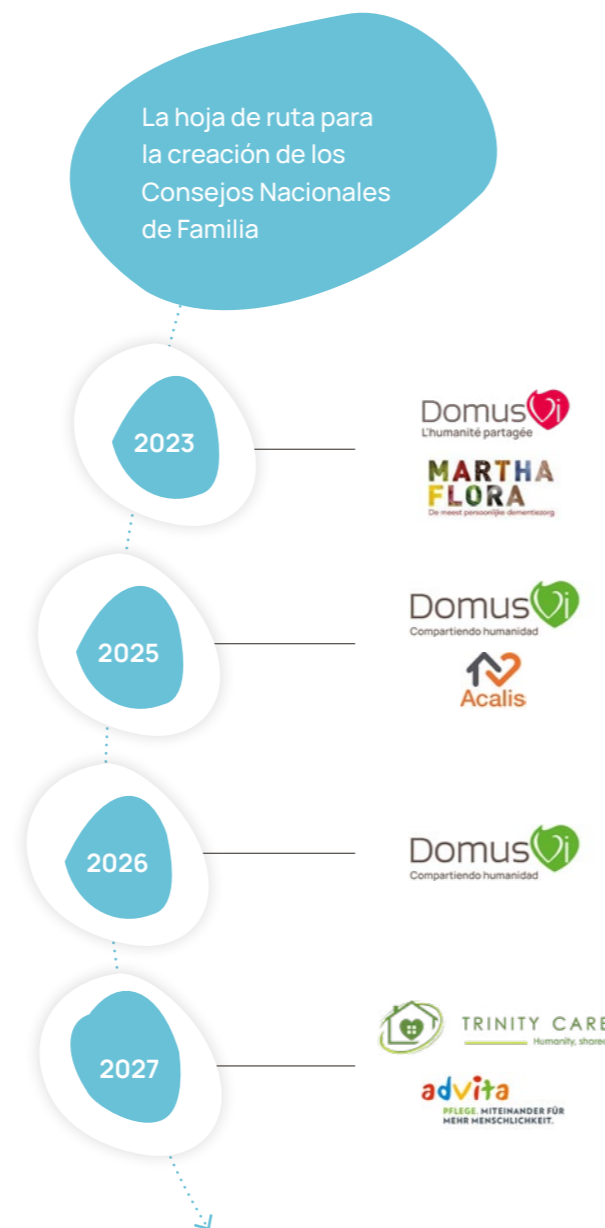 La hoja de ruta para
la creación de los
Consejos Nacionales
de Familia
2023
DomusVi
L'humanité partagée
MARTHA
FLORA
De meest persoonlijke dementiezorg
2025
DomusVi
Compartiendo humanidad
Acalis
2026
DomusVi
Compartiendo humanidad
2027
TRINITY CARE
Humanity, shared
advita
PFLEGE. MITEINANDER FÜR
MEHR MENSCHLICHKEIT.